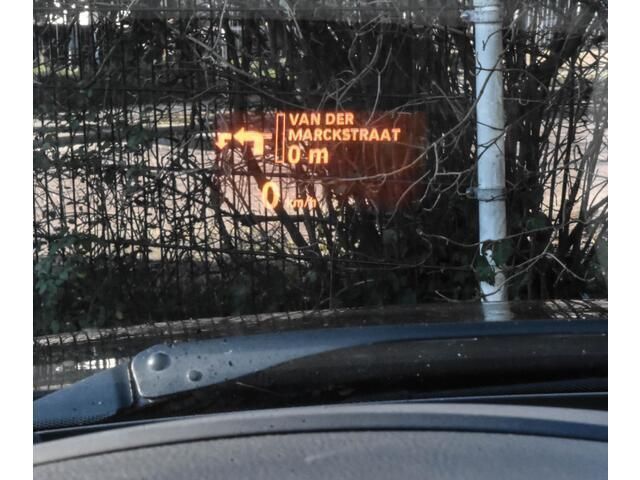 VAN DER
MARCKSTRAAT
0 m
0 km/h